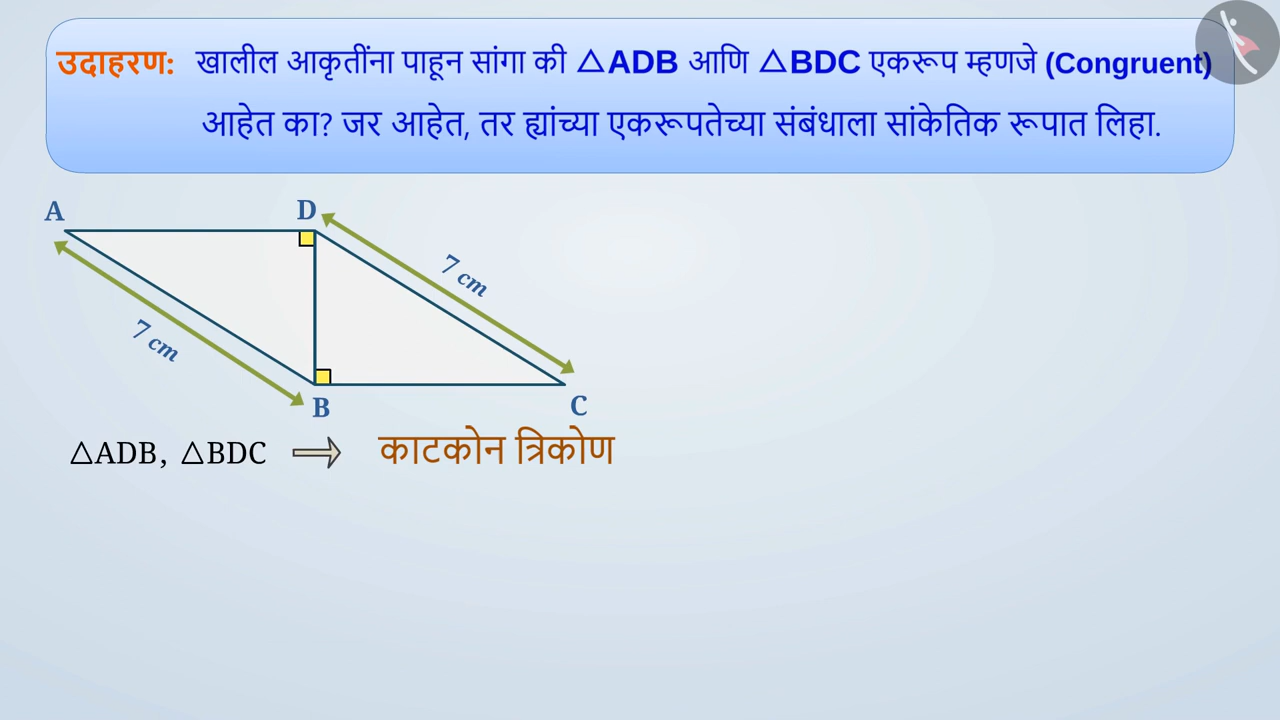 उदाहरण: खालील आकृतींना पाहून सांगा की △ADB आणि △BDC एकरूप म्हणजे (Congruent)
आहेत का? जर आहेत, तर ह्यांच्या एकरूपतेच्या संबंधाला सांकेतिक रूपात लिहा.
A
D
7 cm
7 cm
B
C
△ADB, △BDC ⇨ काटकोन त्रिकोण